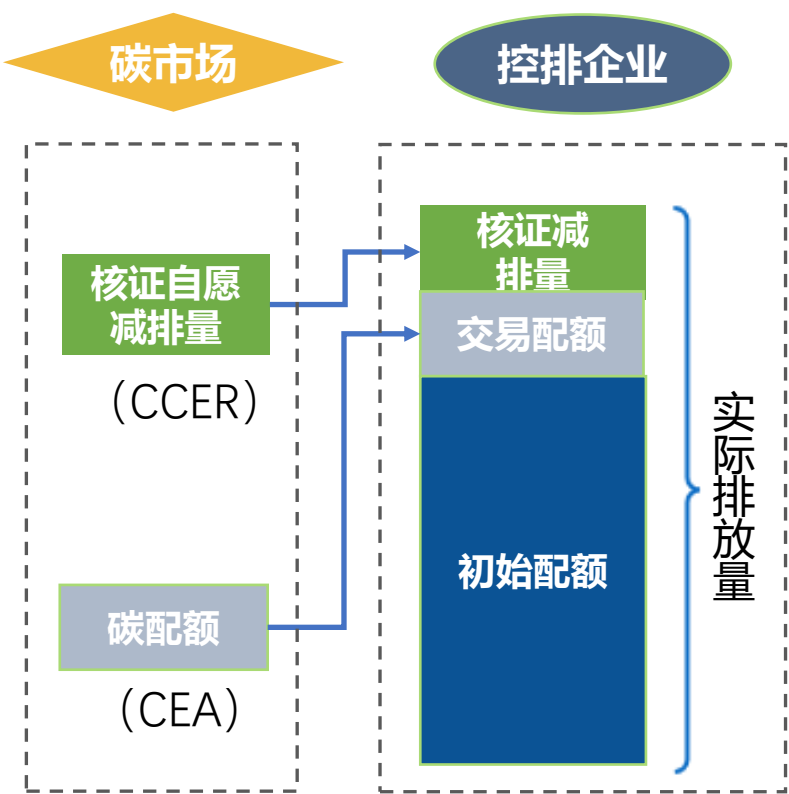 碳市场
控排企业
核证自愿
减排量
（CCER）
碳配额
（CEA）
核证减
排量
交易配额
初始配额
实际排放量